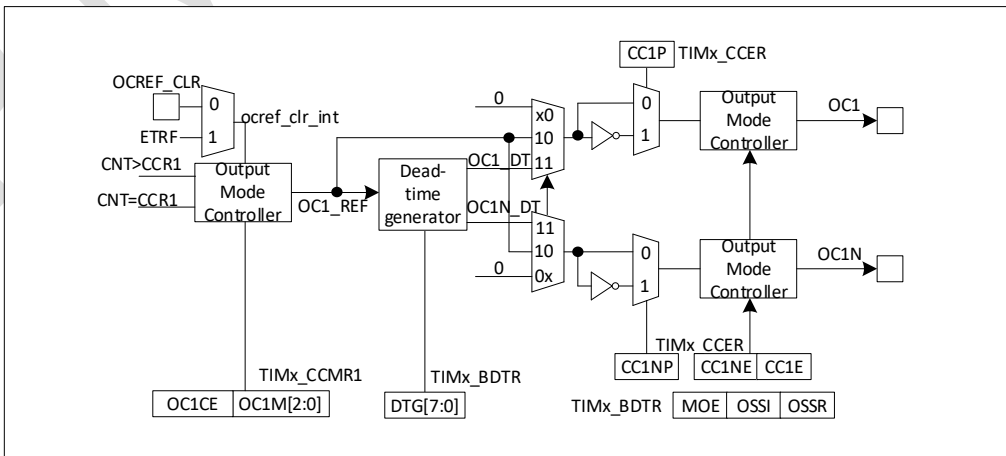 CC1P TIMx_CCER
OCREF_CLR
0
1
ETRF
ocref_clr_int
CNT>CCR1
CNT=CCR1
Output
Mode
Controller
OC1_REF
Dead-
time
generator
OC1_DT
OC1N_DT
0
x0
10
11
11
10
0x
0
0
1
Output
Mode
Controller
OC1
0
1
Output
Mode
Controller
OC1N
TIMx_CCER
CC1NP CC1NE CC1E
TIMx_CCMR1
OC1CE OC1M[2:0]
TIMx_BDTR
DTG[7:0]
TIMx_BDTR MOE OSSI OSSR